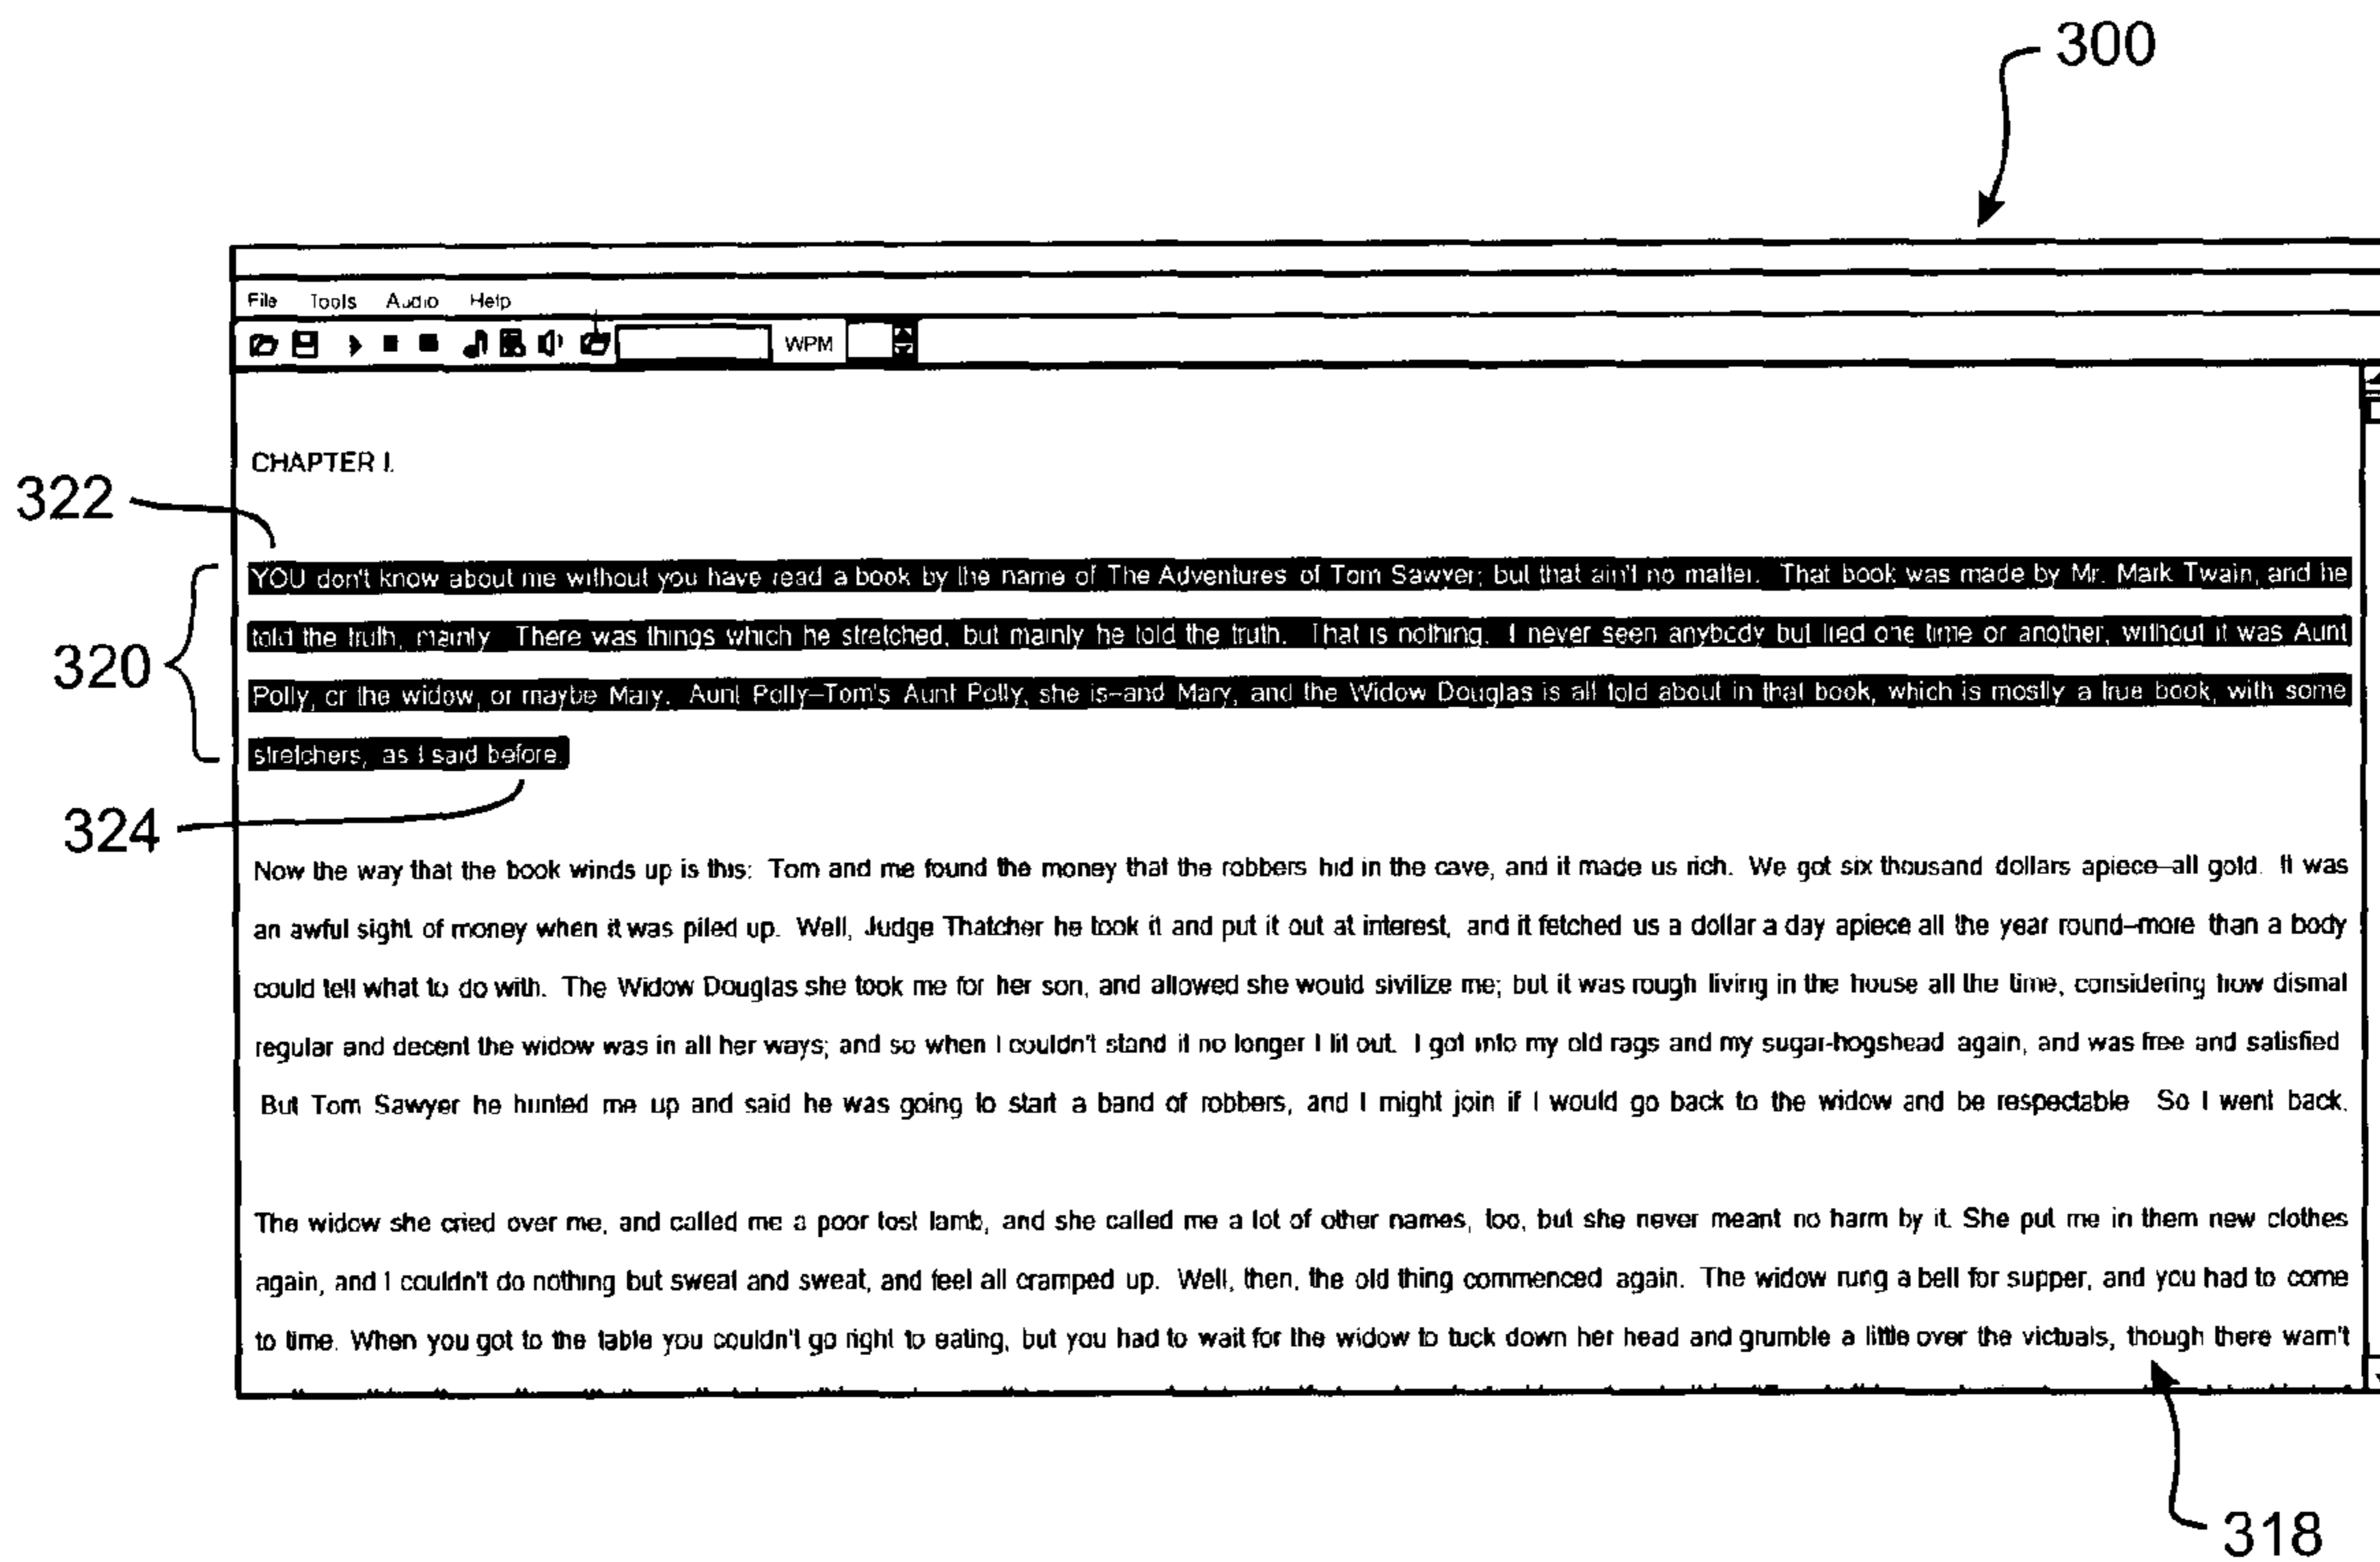 300
File Tools Audio Help
WPM
CHAPTER I.
322
YOU don't know about me without you have read a book by the name of The Adventures of Tom Sawyer; but that ain't no matter. That book was made by Mr. Mark Twain, and he
told the truth, mainly There was things which he stretched, but mainly he told the truth. That is nothing. I never seen anybody but lied one time or another, without it was Aunt
320
Polly, or the widow, or maybe Mary. Aunt Polly–Tom's Aunt Polly, she is–and Mary, and the Widow Douglas is all told about in that book, which is mostly a true book, with some
stretchers, as I said before.
324
Now the way that the book winds up is this: Tom and me found the money that the robbers hid in the cave, and it made us rich. We got six thousand dollars apiece–all gold. It was
an awful sight of money when it was piled up. Well, Judge Thatcher he took it and put it out at interest, and it fetched us a dollar a day apiece all the year round–more than a body
could tell what to do with. The Widow Douglas she took me for her son, and allowed she would sivilize me; but it was rough living in the house all the time, considering how dismal
regular and decent the widow was in all her ways; and so when I couldn't stand it no longer I lit out. I got into my old rags and my sugar-hogshead again, and was free and satisfied
But Tom Sawyer he hunted me up and said he was going to start a band of robbers, and I might join if I would go back to the widow and be respectable So I went back.
The widow she cried over me, and called me a poor lost lamb, and she called me a lot of other names, too, but she never meant no harm by it. She put me in them new clothes
again, and I couldn't do nothing but sweat and sweat, and feel all cramped up. Well, then, the old thing commenced again. The widow rung a bell for supper, and you had to come
to time. When you got to the table you couldn't go right to eating, but you had to wait for the widow to tuck down her head and grumble a little over the victuals, though there warn't
318